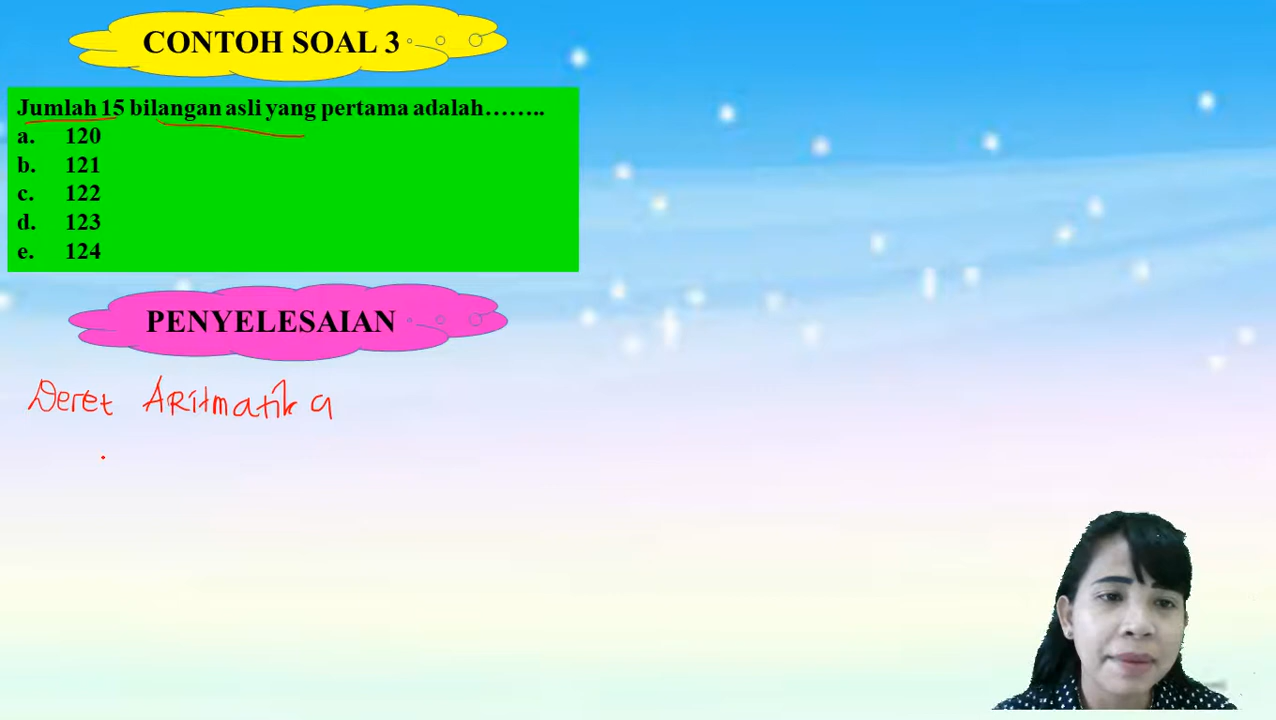 CONTOH SOAL 3
Jumlah 15 bilangan asli yang pertama adalah……..
a. 120
b. 121
c. 122
d. 123
e. 124
PENYELESAIAN
Deret ARitmatika